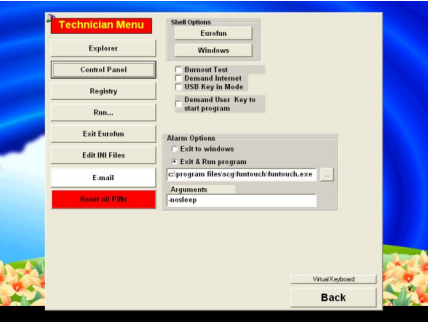 Technician Menu
Explorer
Control Panel
Registry
Run...
Exit Eurofun
Edit INI Files
E-mail
Reset all PINs
Shell Options
Eurofun
Windows
Burnout Test
Demand Internet
USB Key in Mode
Demand User Key to
start program
Alarm Options
Exit to windows
Exit & Run program
c:\program files\scg\funtouch\funtouch.exe
...
Arguments
-nosleep
Virtual Keyboard
Back